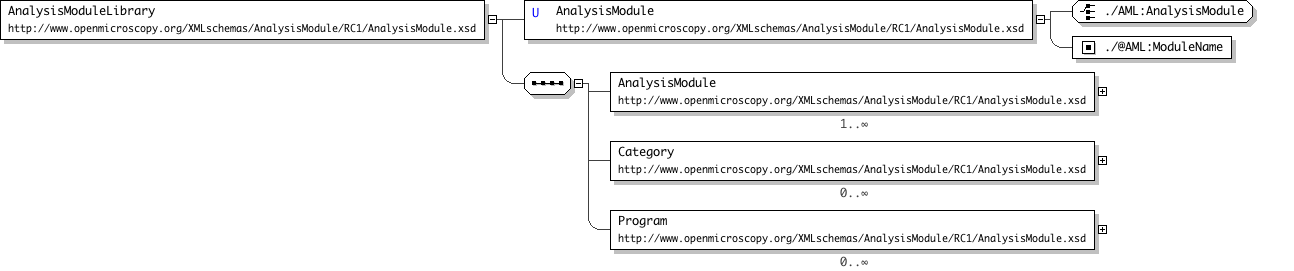 AnalysisModuleLibrary
http://www.openmicroscopy.org/XMLschemas/AnalysisModule/RC1/AnalysisModule.xsd
U AnalysisModule
http://www.openmicroscopy.org/XMLschemas/AnalysisModule/RC1/AnalysisModule.xsd
./AML:AnalysisModule
./@AML:ModuleName
AnalysisModule
http://www.openmicroscopy.org/XMLschemas/AnalysisModule/RC1/AnalysisModule.xsd
1..∞
Category
http://www.openmicroscopy.org/XMLschemas/AnalysisModule/RC1/AnalysisModule.xsd
0..∞
Program
http://www.openmicroscopy.org/XMLschemas/AnalysisModule/RC1/AnalysisModule.xsd
0..∞